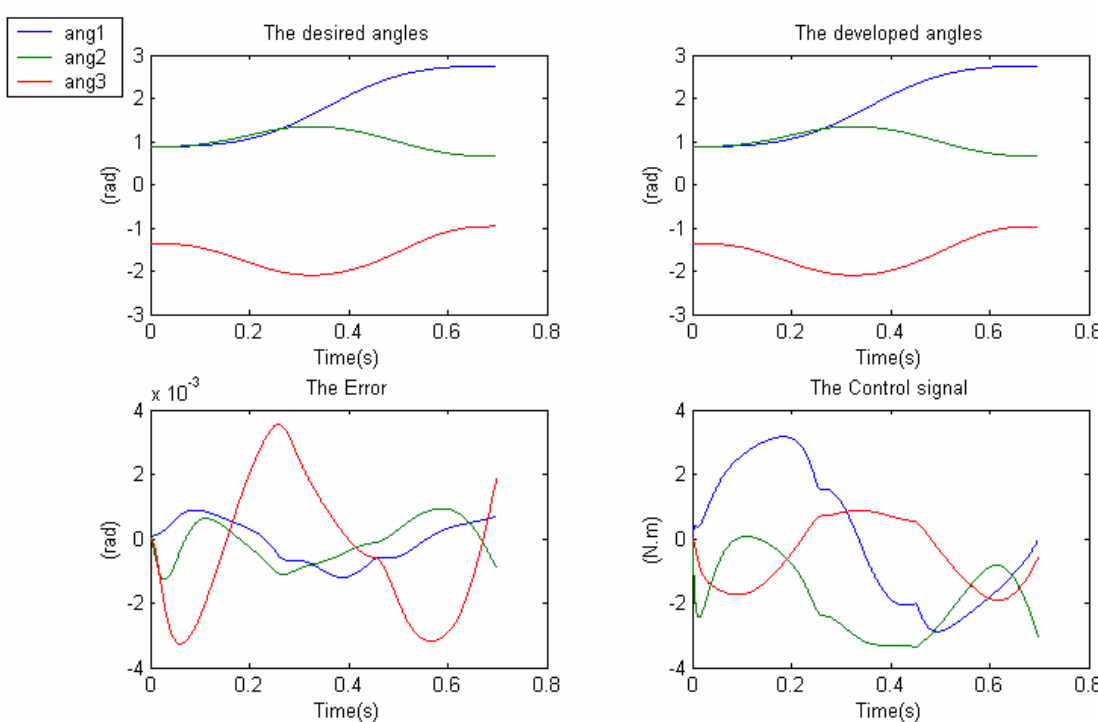 ang1
ang2
ang3
The desired angles
3
2
1
0
-1
-2
-3
(rad)
0 0.2 0.4 0.6 0.8
Time(s)
The developed angles
3
2
1
0
-1
-2
-3
(rad)
0 0.2 0.4 0.6 0.8
Time(s)
x 10^-3
The Error
4
2
0
-2
-4
(rad)
0 0.2 0.4 0.6 0.8
Time(s)
The Control signal
4
2
0
-2
-4
(N.m)
0 0.2 0.4 0.6 0.8
Time(s)